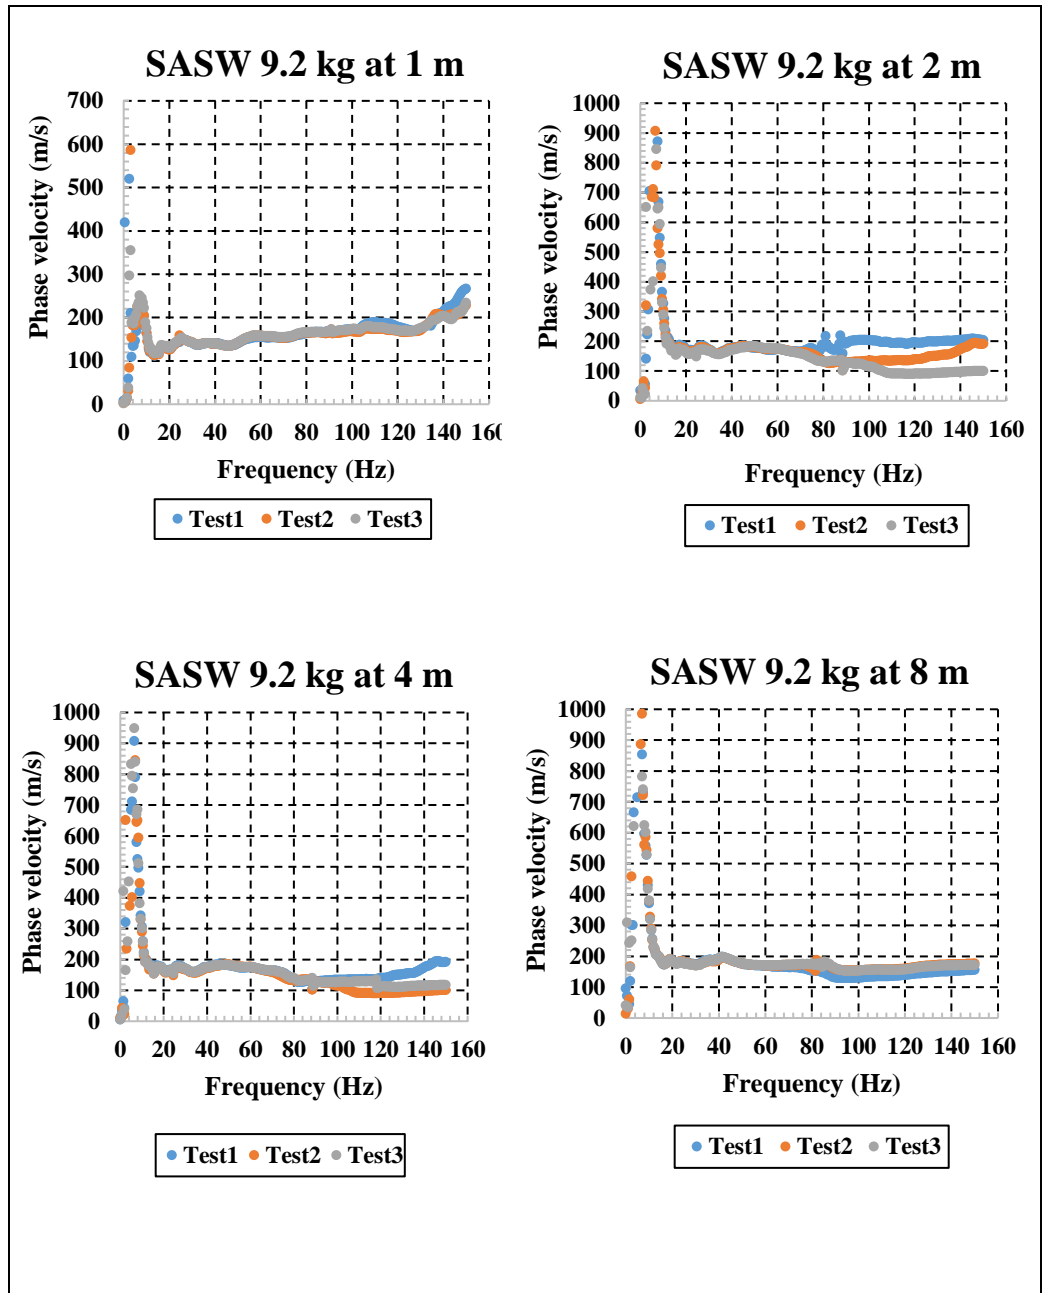 SASW 9.2 kg at 1 m
700
600
500
400
300
200
100
0
0 20 40 60 80 100 120 140 160
Phase velocity (m/s)
Frequency (Hz)
Test1 Test2 Test3
SASW 9.2 kg at 2 m
1000
900
800
700
600
500
400
300
200
100
0
0 20 40 60 80 100 120 140 160
Phase velocity (m/s)
Frequency (Hz)
Test1 Test2 Test3
SASW 9.2 kg at 4 m
1000
900
800
700
600
500
400
300
200
100
0
0 20 40 60 80 100 120 140 160
Phase velocity (m/s)
Frequency (Hz)
Test1 Test2 Test3
SASW 9.2 kg at 8 m
1000
900
800
700
600
500
400
300
200
100
0
0 20 40 60 80 100 120 140 160
Phase velocity (m/s)
Frequency (Hz)
Test1 Test2 Test3